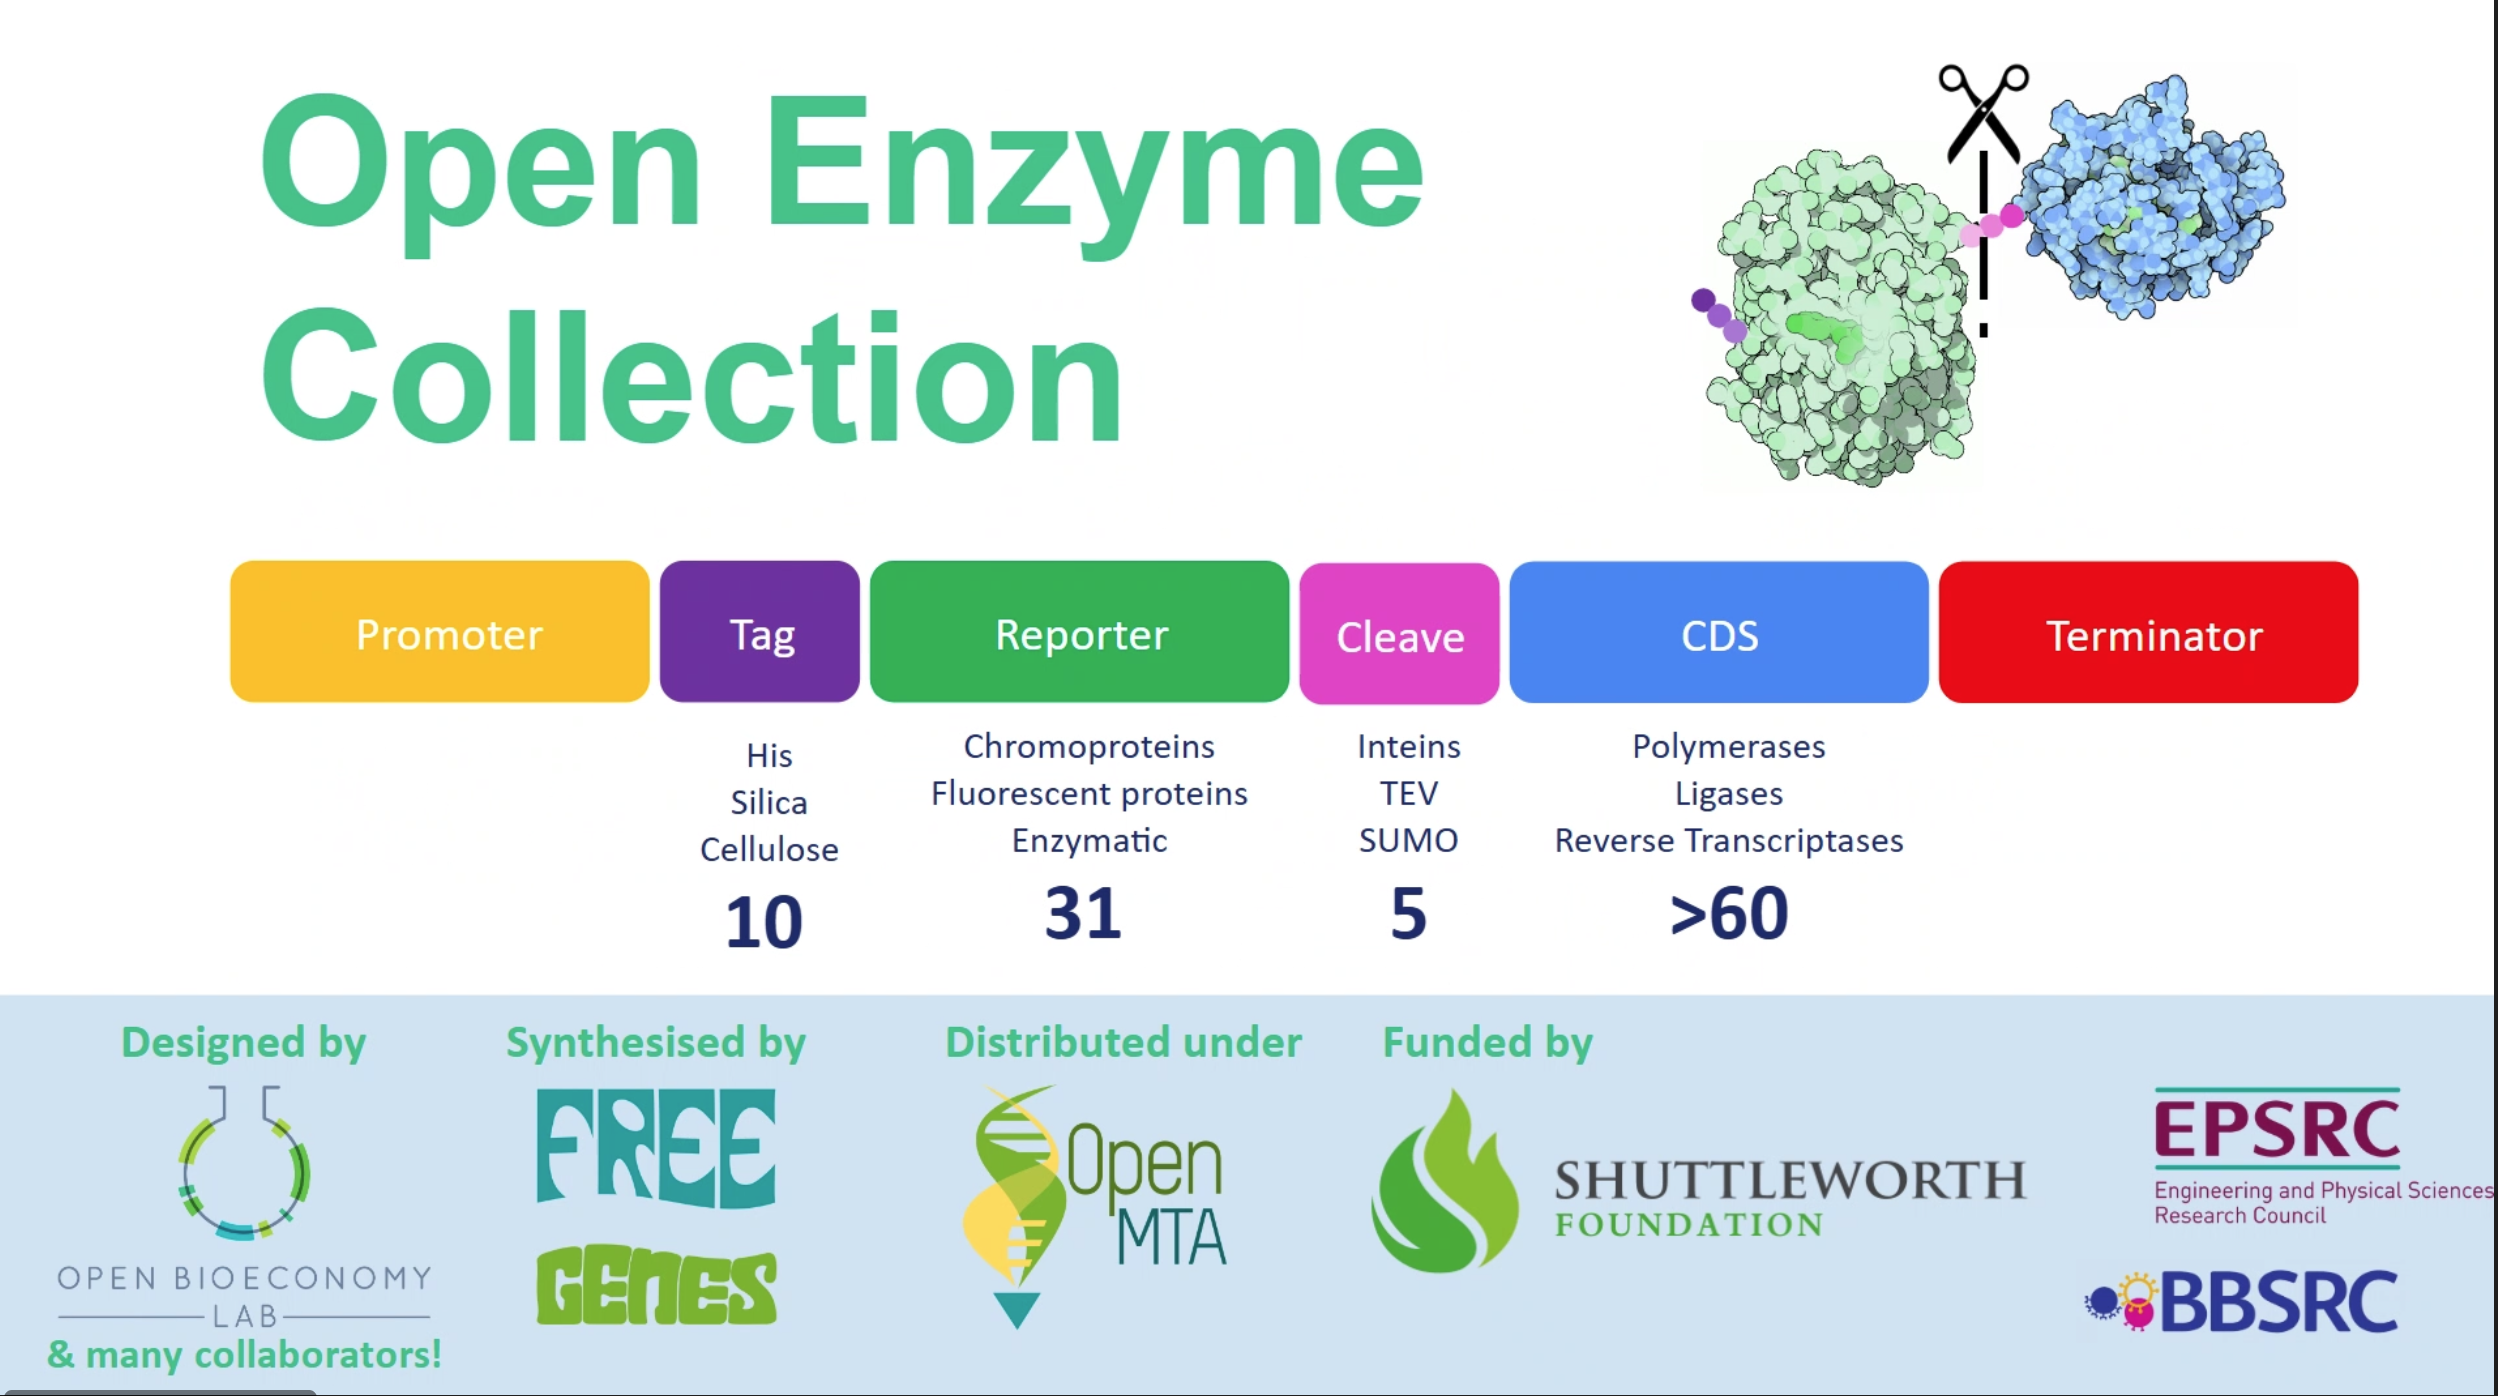 Open Enzyme
Collection
Promoter
Tag
Reporter
Cleave
CDS
Terminator
His
Silica
Cellulose
10
Chromoproteins
Fluorescent proteins
Enzymatic
31
Inteins
TEV
SUMO
5
Polymerases
Ligases
Reverse Transcriptases
>60
Designed by
OPEN BIOECONOMY
LAB
& many collaborators!
Synthesised by
FREE
GENES
Distributed under
Open
MTA
Funded by
SHUTTLEWORTH
FOUNDATION
EPSRC
Engineering and Physical Sciences
Research Council
BBSRC